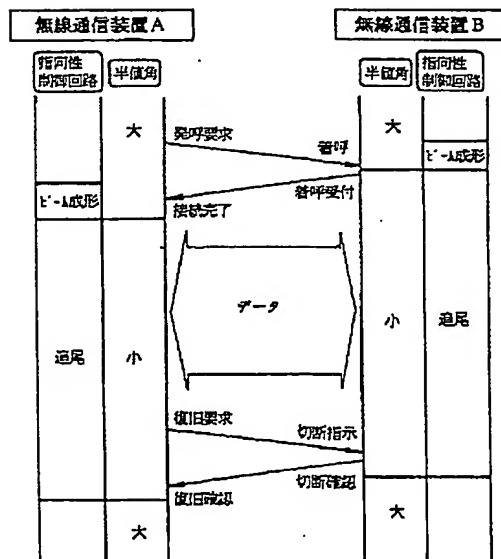 無線通信装置A
無線通信装置B
指向性
制御回路
半値角
半値角
指向性
制御回路
大
大
発呼要求
着呼
ビーム成形
ビーム成形
着呼受付
接続完了
データ
追尾
小
小
追尾
復旧要求
切断指示
切断確認
復旧確認
大
大